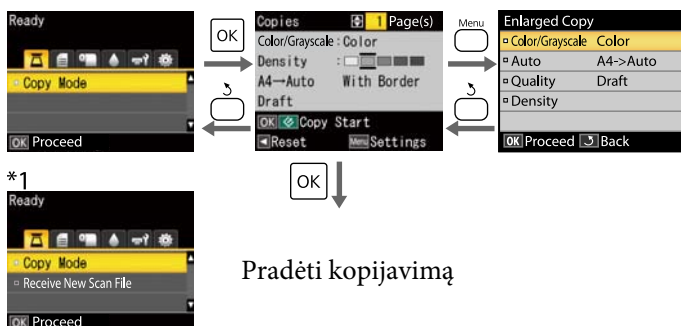 Ready
Copy Mode
OK Proceed
OK
Copies 1 Page(s)
Color/Grayscale : Color
Density :
A4→Auto With Border
Draft
OK Copy Start
Reset Menu Settings
Menu
Enlarged Copy
Color/Grayscale Color
Auto A4->Auto
Quality Draft
Density
OK Proceed Back
OK
*1
Ready
Copy Mode
Receive New Scan File
OK Proceed
Pradėti kopijavimą